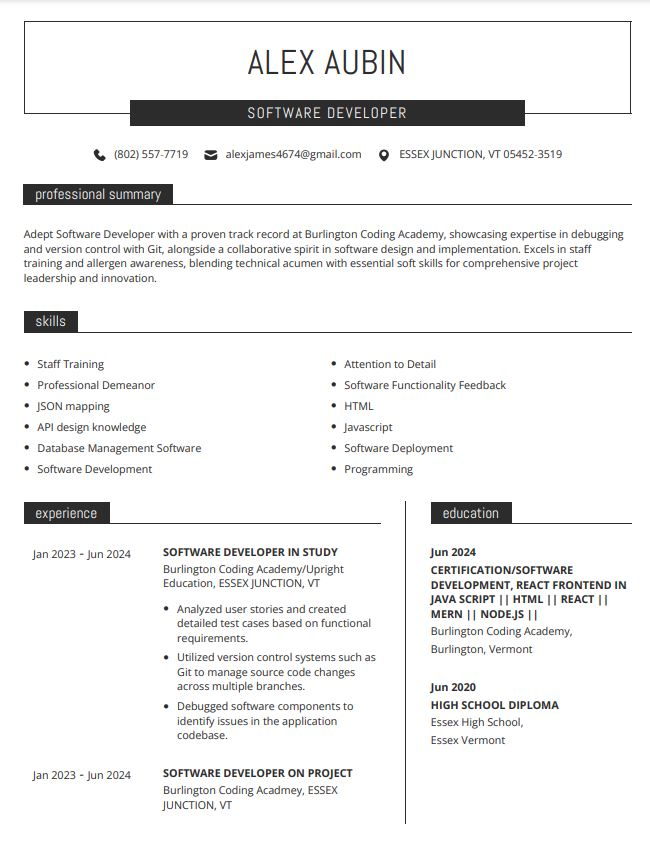 ALEX AUBIN
SOFTWARE DEVELOPER
(802) 557-7719 alexjames4674@gmail.com ESSEX JUNCTION, VT 05452-3519
professional summary
Adept Software Developer with a proven track record at Burlington Coding Academy, showcasing expertise in debugging
and version control with Git, alongside a collaborative spirit in software design and implementation. Excels in staff
training and allergen awareness, blending technical acumen with essential soft skills for comprehensive project
leadership and innovation.
skills
• Staff Training
• Professional Demeanor
• JSON mapping
• API design knowledge
• Database Management Software
• Software Development
• Attention to Detail
• Software Functionality Feedback
• HTML
• Javascript
• Software Deployment
• Programming
experience
Jan 2023 - Jun 2024
SOFTWARE DEVELOPER IN STUDY
Burlington Coding Academy/Upright
Education, ESSEX JUNCTION, VT
• Analyzed user stories and created
detailed test cases based on functional
requirements.
• Utilized version control systems such as
Git to manage source code changes
across multiple branches.
• Debugged software components to
identify issues in the application
codebase.
Jan 2023 - Jun 2024
SOFTWARE DEVELOPER ON PROJECT
Burlington Coding Acadmey, ESSEX
JUNCTION, VT
education
Jun 2024
CERTIFICATION/SOFTWARE
DEVELOPMENT, REACT FRONTEND IN
JAVA SCRIPT || HTML || REACT ||
MERN || NODE.JS ||
Burlington Coding Academy,
Burlington, Vermont
Jun 2020
HIGH SCHOOL DIPLOMA
Essex High School,
Essex Vermont